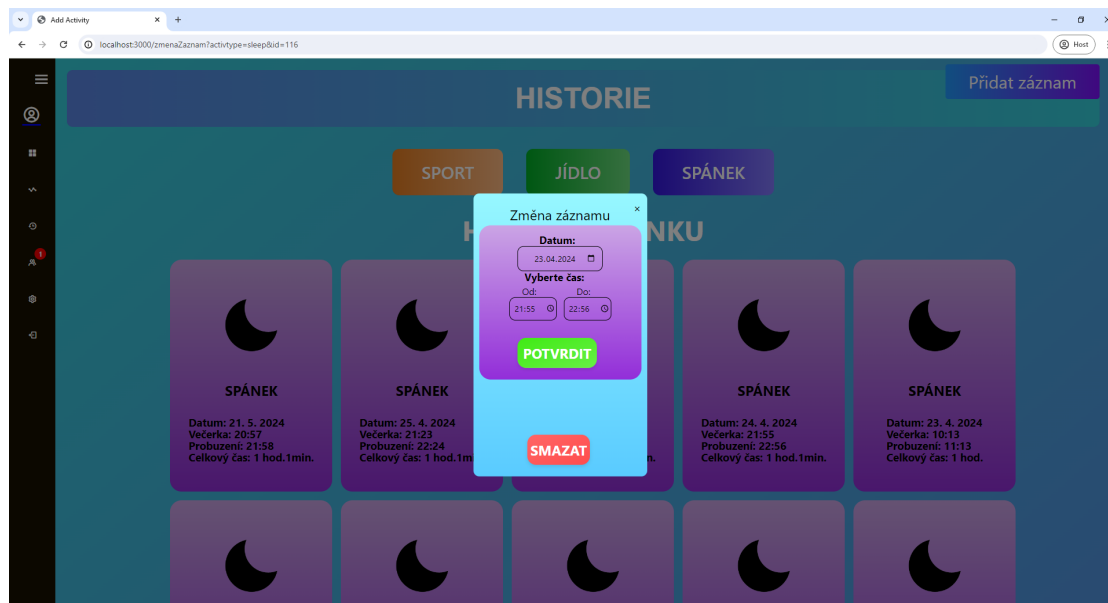 Add Activity
localhost:3000/zmenaZaznam?activtype=sleep&id=116
Host
HISTORIE
Přidat záznam
SPORT
JÍDLO
SPÁNEK
1
H
NKU
Změna záznamu
×
Datum:
23.04.2024
Vyberte čas:
Od: Do:
21:55 22:56
POTVRDIT
SMAZAT
SPÁNEK
Datum: 21. 5. 2024
Večerka: 20:57
Probuzení: 21:58
Celkový čas: 1 hod.1min.
SPÁNEK
Datum: 25. 4. 2024
Večerka: 21:23
Probuzení: 22:24
Celkový čas: 1 hod.1m
n.
SPÁNEK
Datum: 24. 4. 2024
Večerka: 21:55
Probuzení: 22:56
Celkový čas: 1 hod.1min.
SPÁNEK
Datum: 23. 4. 2024
Večerka: 10:13
Probuzení: 11:13
Celkový čas: 1 hod.